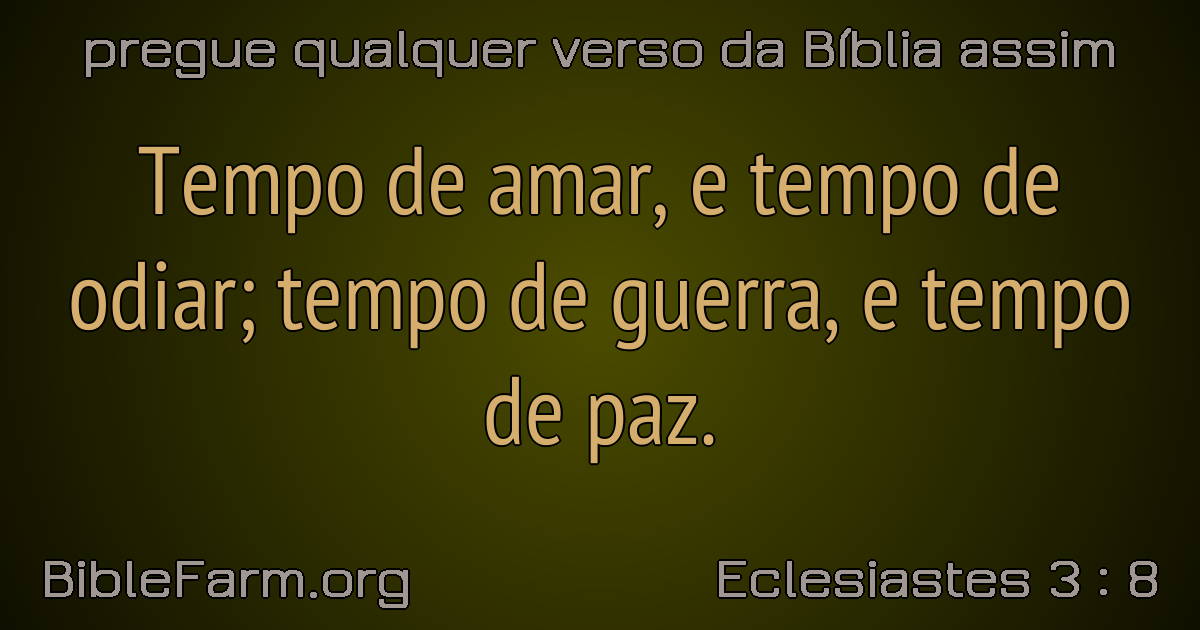 pregue qualquer verso da Bíblia assim
Tempo de amar, e tempo de
odiar; tempo de guerra, e tempo
de paz.
BibleFarm.org
Eclesiastes 3 : 8